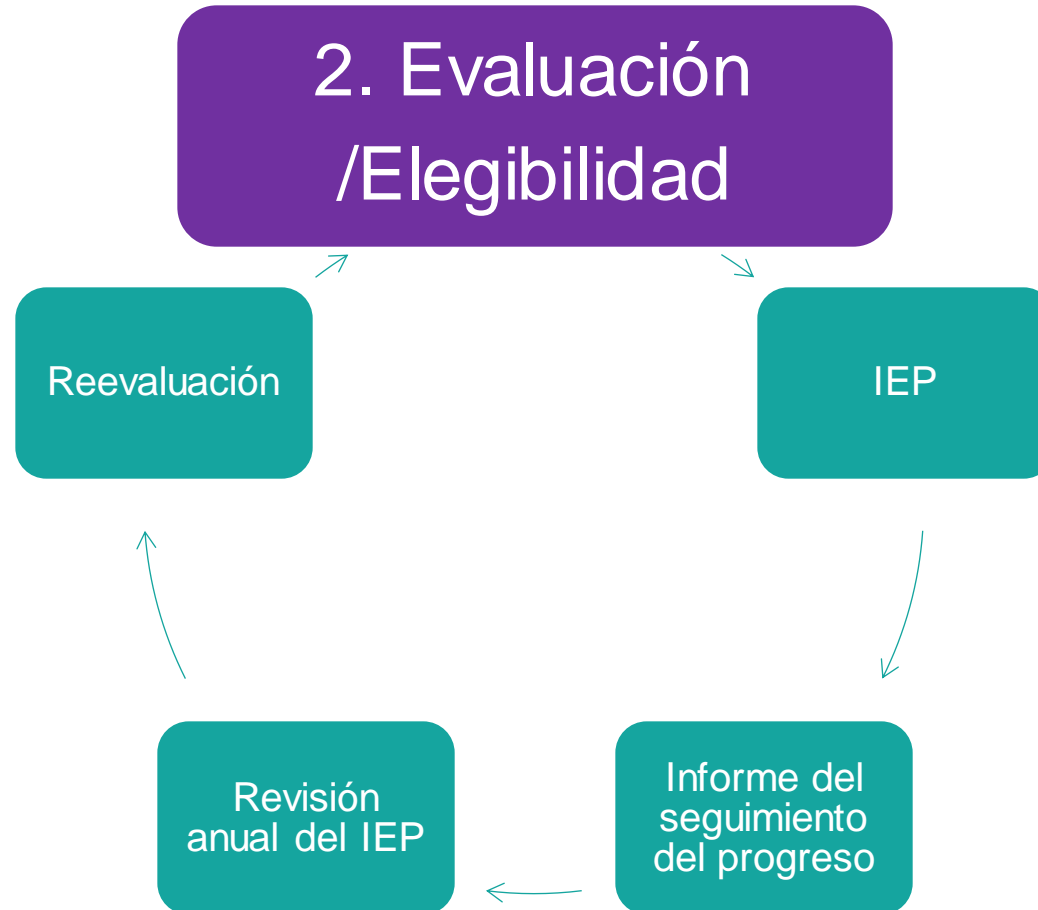 2. Evaluación
/Elegibilidad
Reevaluación
IEP
Revisión
anual del IEP
Informe del
seguimiento
del progreso